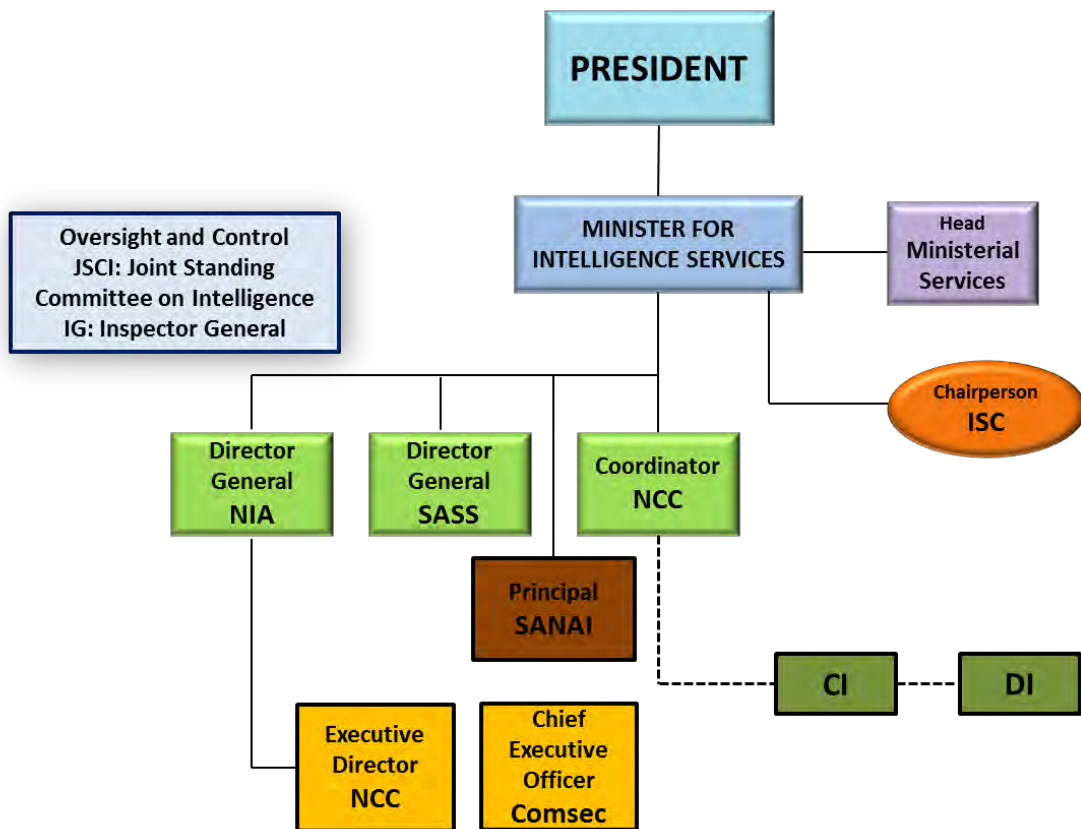 PRESIDENT
MINISTER FOR
INTELLIGENCE SERVICES
Head
Ministerial
Services
Oversight and Control
JSCI: Joint Standing
Committee on Intelligence
IG: Inspector General
Chairperson
ISC
Director
General
NIA
Director
General
SASS
Coordinator
NCC
Principal
SANAI
CI
DI
Executive
Director
NCC
Chief
Executive
Officer
Comsec